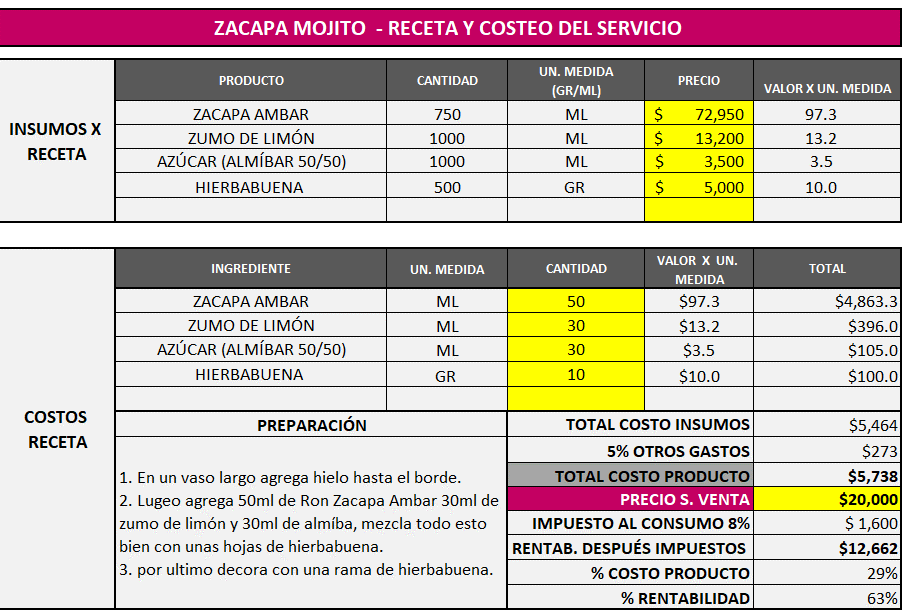 ZACAPA MOJITO - RECETA Y COSTEO DEL SERVICIO
INSUMOS X
RECETA
PRODUCTO CANTIDAD UN. MEDIDA (GR/ML) PRECIO VALOR X UN. MEDIDA
ZACAPA AMBAR 750 ML $ 72,950 97.3
ZUMO DE LIMÓN 1000 ML $ 13,200 13.2
AZÚCAR (ALMÍBAR 50/50) 1000 ML $ 3,500 3.5
HIERBABUENA 500 GR $ 5,000 10.0
COSTOS
RECETA
INGREDIENTE UN. MEDIDA CANTIDAD VALOR X UN. MEDIDA TOTAL
ZACAPA AMBAR ML 50 $97.3 $4,863.3
ZUMO DE LIMÓN ML 30 $13.2 $396.0
AZÚCAR (ALMÍBAR 50/50) ML 30 $3.5 $105.0
HIERBABUENA GR 10 $10.0 $100.0
PREPARACIÓN
1. En un vaso largo agrega hielo hasta el borde.
2. Lugeo agrega 50ml de Ron Zacapa Ambar 30ml de
zumo de limón y 30ml de almíba, mezcla todo esto
bien con unas hojas de hierbabuena.
3. por ultimo decora con una rama de hierbabuena.
TOTAL COSTO INSUMOS $5,464
5% OTROS GASTOS $273
TOTAL COSTO PRODUCTO $5,738
PRECIO S. VENTA $20,000
IMPUESTO AL CONSUMO 8% $ 1,600
RENTAB. DESPUÉS IMPUESTOS $12,662
% COSTO PRODUCTO 29%
% RENTABILIDAD 63%